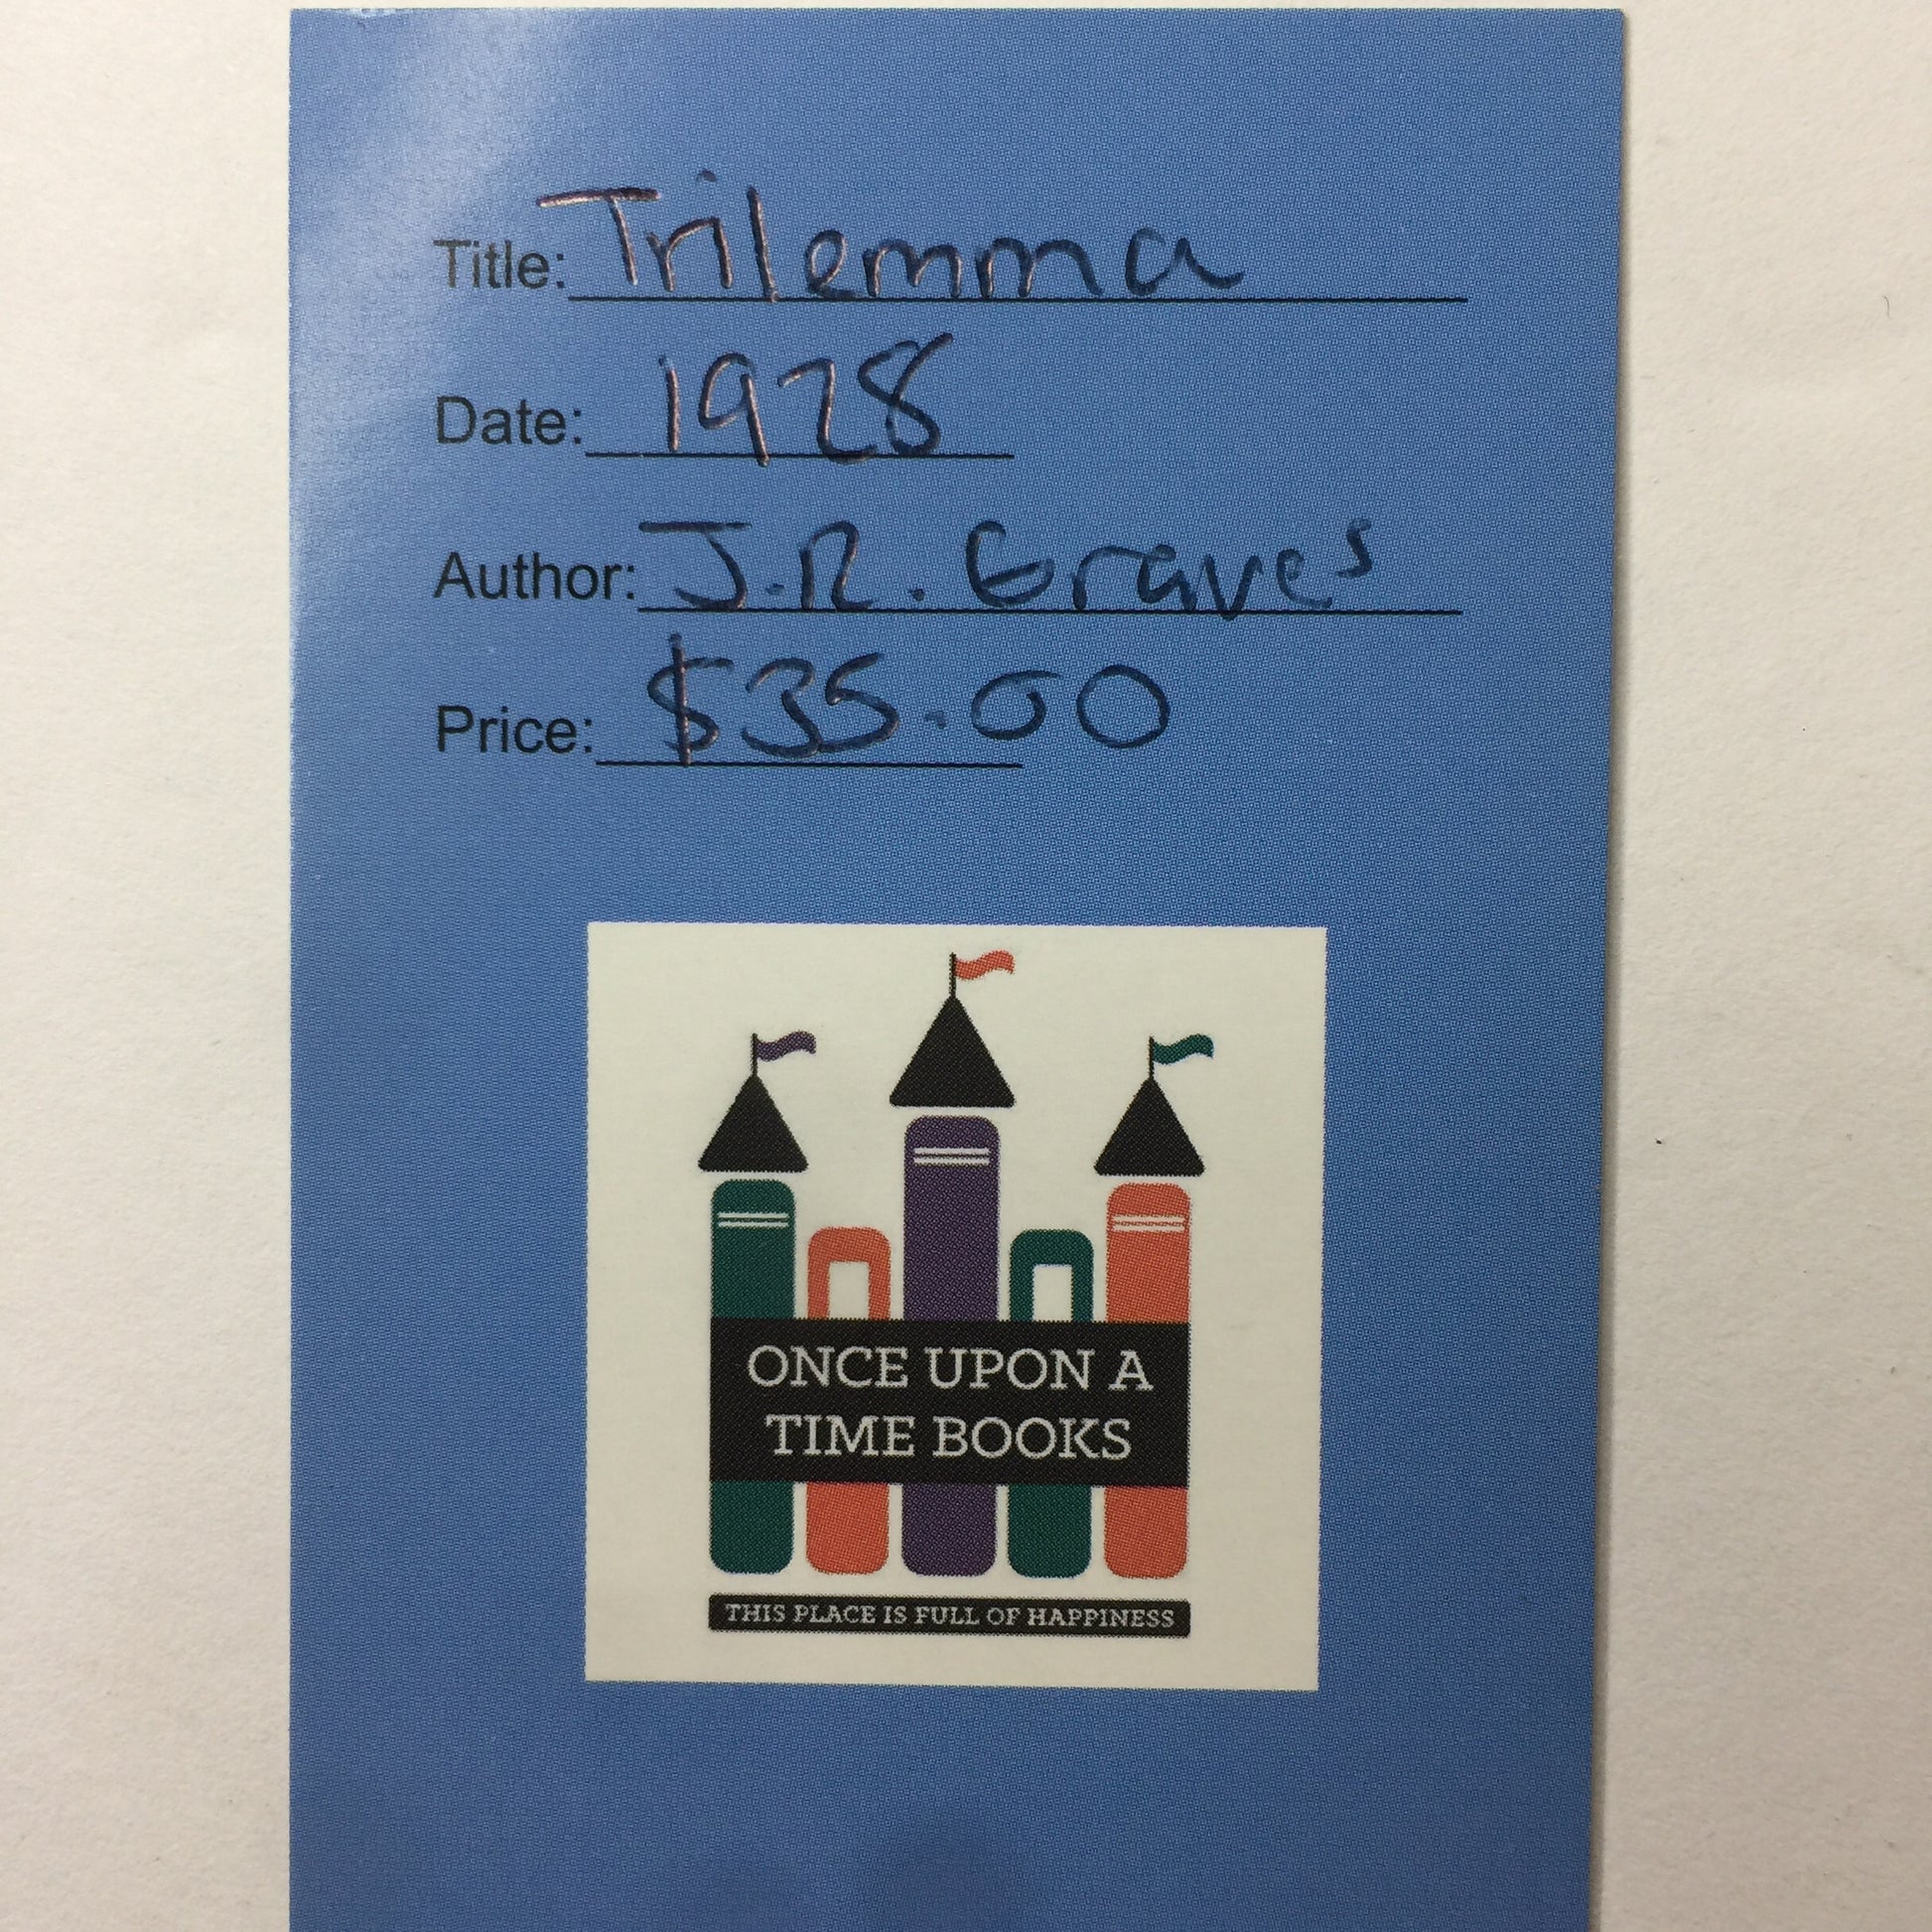 Title: Trilemma
Date: 1928
Author: J.R. Graves
Price: $35.00
ONCE UPON A
TIME BOOKS
THIS PLACE IS FULL OF HAPPINESS